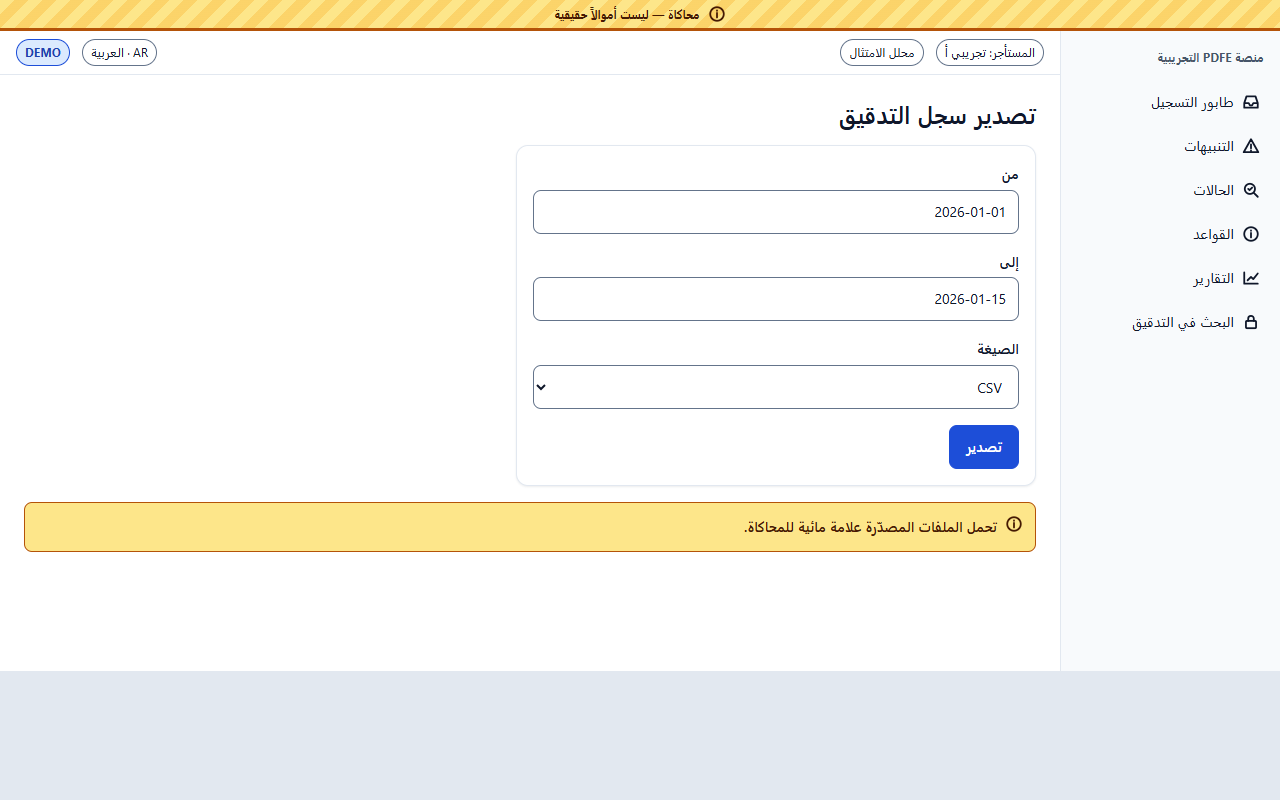 محاكاة — ليست أموالاً حقيقية
منصة PDFE التجريبية
طابور التسجيل
التنبيهات
الحالات
القواعد
التقارير
البحث في التدقيق
المستأجر: تجريبي أ
محلل الامتثال
AR · العربية
DEMO
تصدير سجل التدقيق
من
2026-01-01
إلى
2026-01-15
الصيغة
CSV
تصدير
تحمل الملفات المصدّرة علامة مائية للمحاكاة.